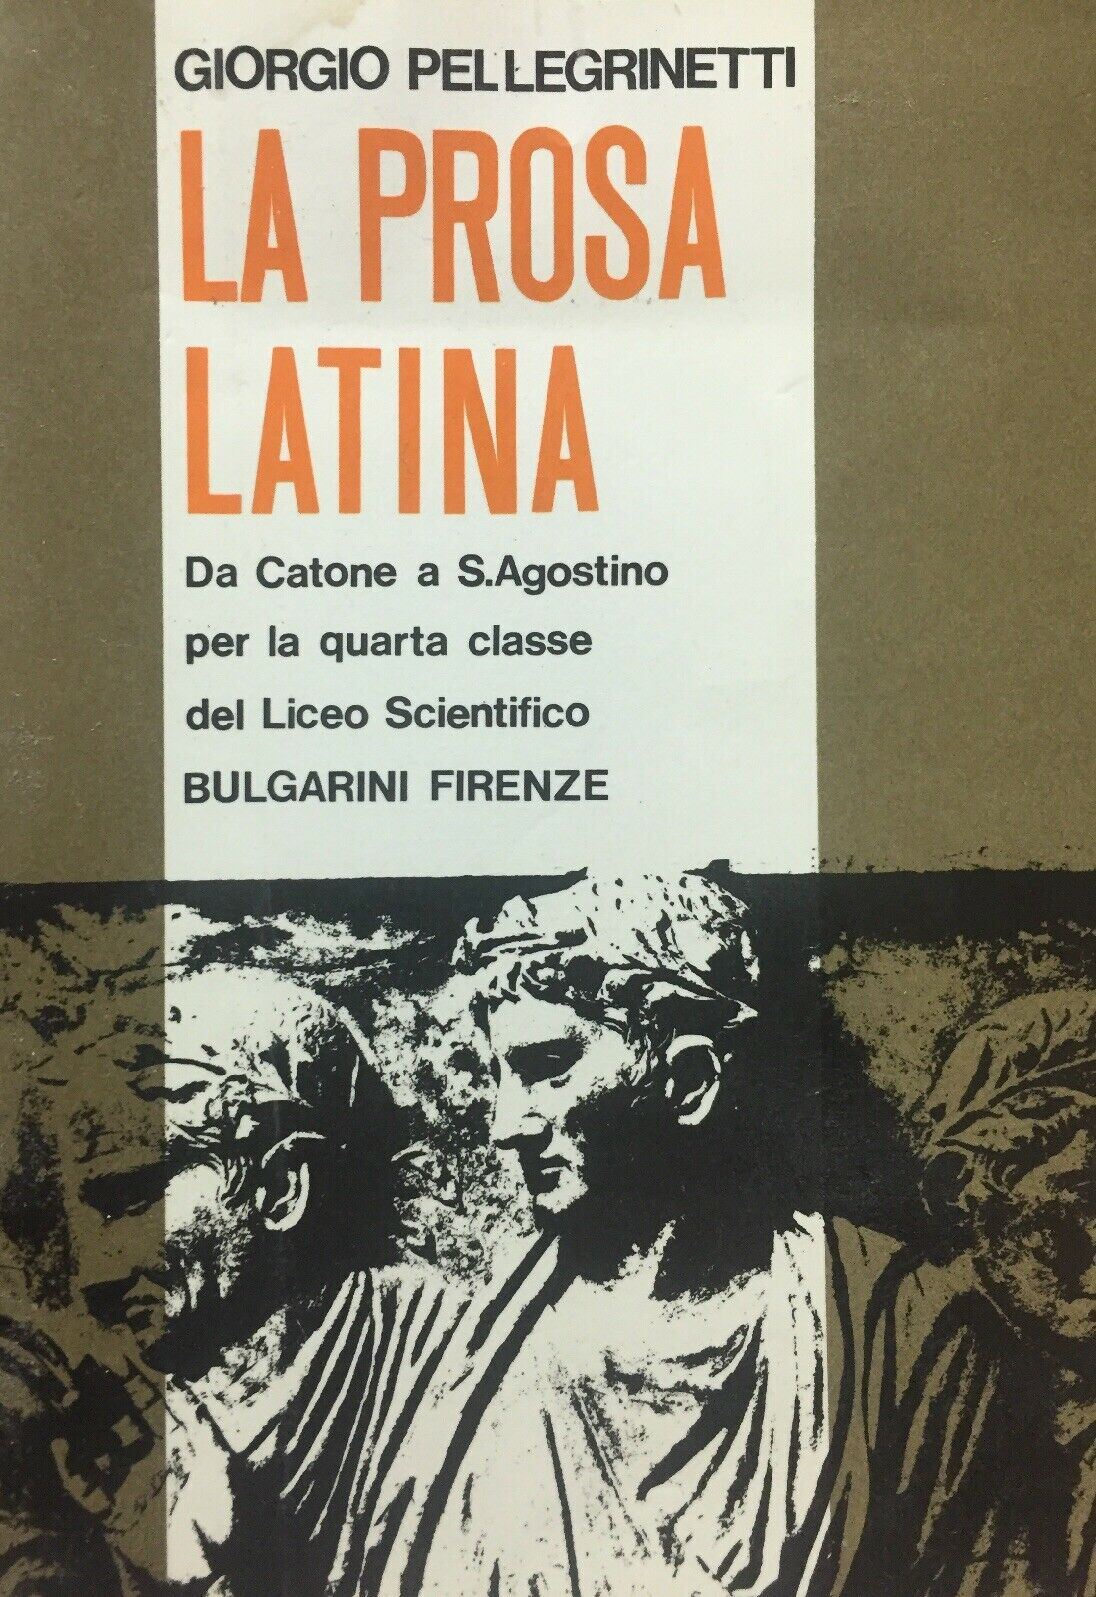 GIORGIO PELLEGRINETTI
LA PROSA
LATINA
Da Catone a S.Agostino
per la quarta classe
del Liceo Scientifico
BULGARINI FIRENZE